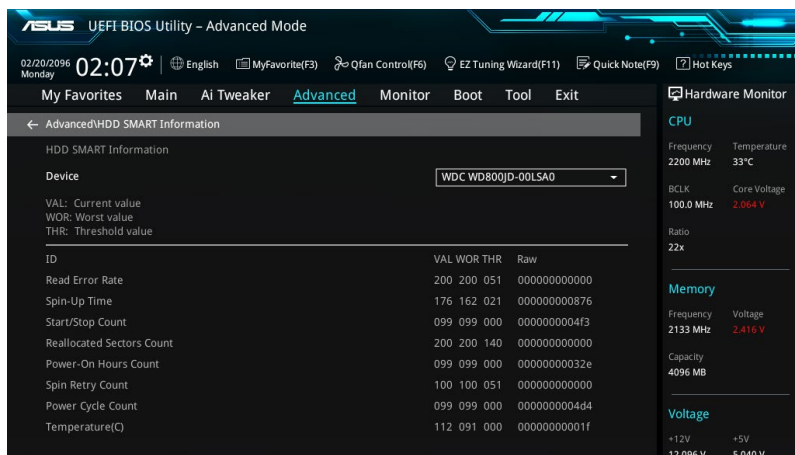 ASUS UEFI BIOS Utility – Advanced Mode
02/20/2096
Monday
02:07
English
MyFavorite(F3)
Qfan Control(F6)
EZ Tuning Wizard(F11)
Quick Note(F9)
? Hot Keys
My Favorites Main Ai Tweaker Advanced Monitor Boot Tool Exit
Hardware Monitor
← Advanced\HDD SMART Information
HDD SMART Information
Device WDC WD800JD-00LSA0
VAL: Current value
WOR: Worst value
THR: Threshold value
ID VAL WOR THR Raw
Read Error Rate 200 200 051 000000000000
Spin-Up Time 176 162 021 000000000876
Start/Stop Count 099 099 000 0000000004f3
Reallocated Sectors Count 200 200 140 000000000000
Power-On Hours Count 099 099 000 00000000032e
Spin Retry Count 100 100 051 000000000000
Power Cycle Count 099 099 000 0000000004d4
Temperature(C) 112 091 000 00000000001f
CPU
Frequency Temperature
2200 MHz 33°C
BCLK Core Voltage
100.0 MHz 2.064 V
Ratio
22x
Memory
Frequency Voltage
2133 MHz 2.416 V
Capacity
4096 MB
Voltage
+12V +5V
12.096 V 5.040 V